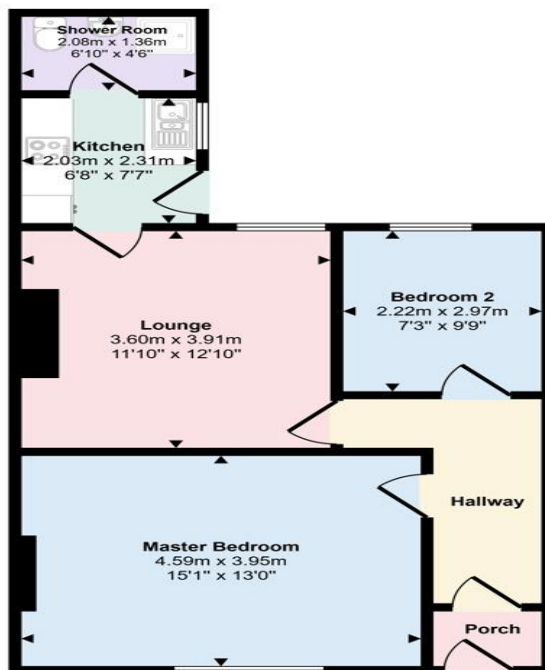 Shower Room
2.08m x 1.36m
6'10" x 4'6"
Kitchen
2.03m x 2.31m
6'8" x 7'7"
Lounge
3.60m x 3.91m
11'10" x 12'10"
Bedroom 2
2.22m x 2.97m
7'3" x 9'9"
Hallway
Master Bedroom
4.59m x 3.95m
15'1" x 13'0"
Porch